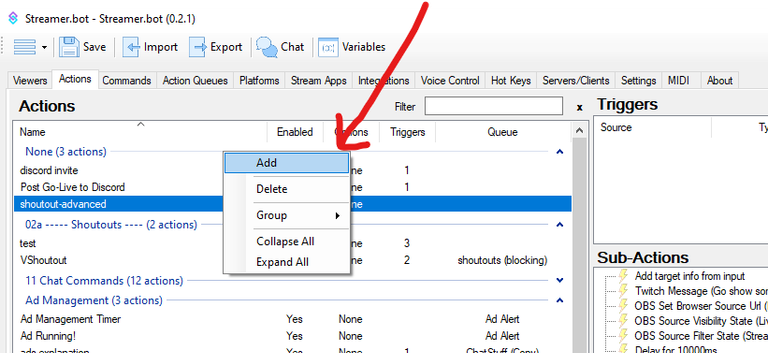 Streamer.bot - Streamer.bot (0.2.1)
Save Import Export Chat Variables
Viewers Actions Commands Action Queues Platforms Stream Apps Integrations Voice Control Hot Keys Servers/Clients Settings MIDI About
Actions Filter x Triggers
Name Enabled Options Triggers Queue Source Ty
None (3 actions)
Add
discord invite ne 1
Post Go-Live to Discord ne 1
Delete
shoutout-advanced ne
Group
02a ----- Shoutouts ---- (2 actions)
Collapse All
test ne 3
VShoutout ne 2 shoutouts (blocking)
Expand All
11 Chat Commands (12 actions)
Ad Management (3 actions)
Ad Management Timer Yes None Ad Alert
Ad Running! Yes None Ad Alert
ads explanation Yes None 1 ChatStuff (Copy)
Sub-Actions
Add target info from input
Twitch Message (Go show som
OBS Set Browser Source Url (
OBS Source Visibility State (Li
OBS Source Filter State (Strea
Delay for 10000ms